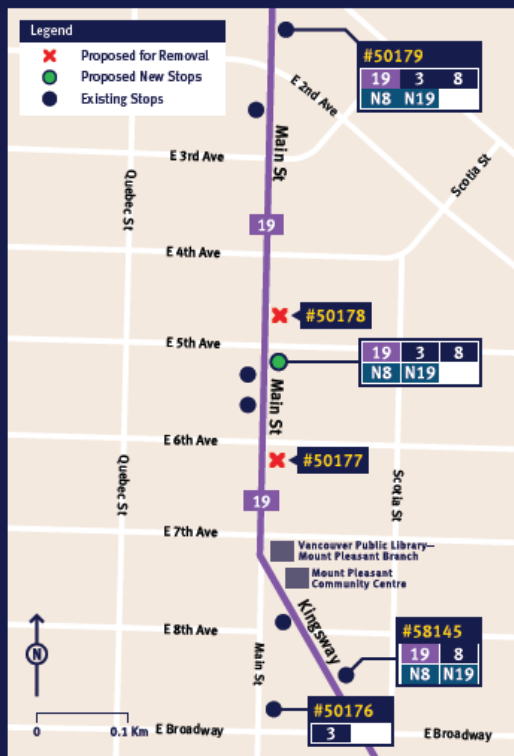 Legend
Proposed for Removal
Proposed New Stops
Existing Stops
#50179
19 3 8
N8 N19
E 2nd Ave
Main St
E 3rd Ave
Scotia St
Quebec St
19
E 4th Ave
#50178
E 5th Ave
19 3 8
N8 N19
Main St
E 6th Ave
#50177
Quebec St
Scotia St
19
E 7th Ave
Vancouver Public Library—
Mount Pleasant Branch
Mount Pleasant
Community Centre
Kingsway
E 8th Ave
#58145
19 8
N8 N19
Main St
N
#50176
3
0 0.1 Km
E Broadway
E Broadway